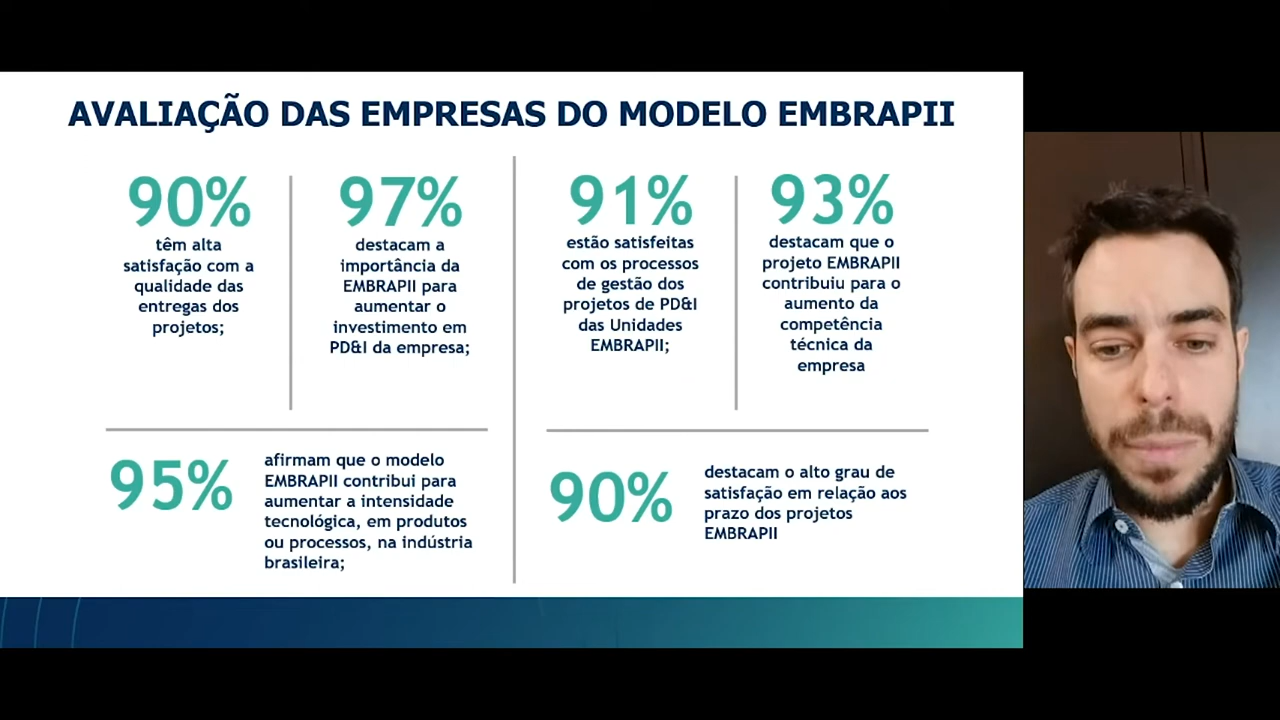 AVALIAÇÃO DAS EMPRESAS DO MODELO EMBRAPII
90%
têm alta
satisfação com a
qualidade das
entregas dos
projetos;
97%
destacam a
importância da
EMBRAPII para
aumentar o
investimento em
PD&I da empresa;
91%
estão satisfeitas
com os processos
de gestão dos
projetos de PD&I
das Unidades
EMBRAPII;
93%
destacam que o
projeto EMBRAPII
contribuiu para o
aumento da
competência
técnica da
empresa
95%
afirmam que o modelo
EMBRAPII contribui para
aumentar a intensidade
tecnológica, em produtos
ou processos, na indústria
brasileira;
90%
destacam o alto grau de
satisfação em relação aos
prazo dos projetos
EMBRAPII